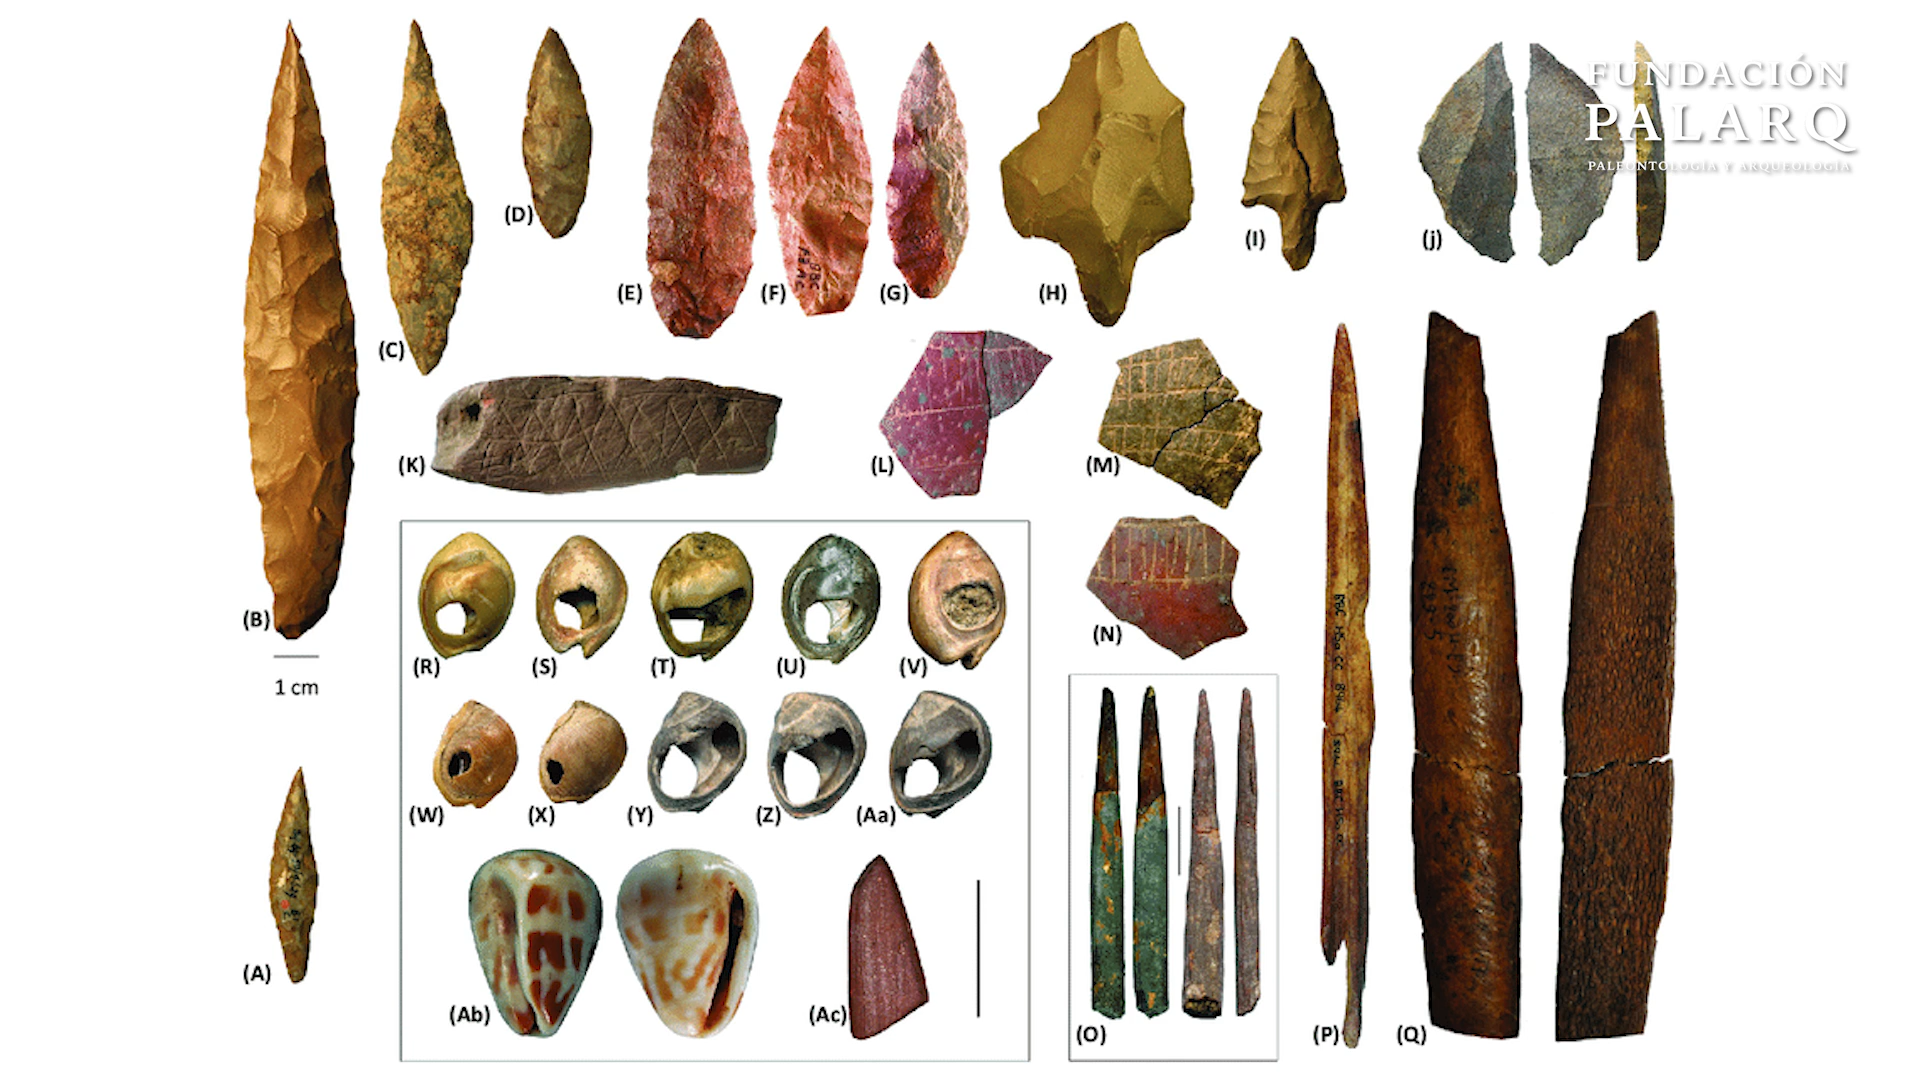 FUNDACIÓN
PALARQ
PALEONTOLOGÍA Y ARQUEOLOGÍA
(D)
(I)
(j)
(E)
(F)
(G)
(H)
(C)
(K)
(L)
(M)
(B)
1 cm
(N)
(R)
(S)
(T)
(U)
(V)
(W)
(X)
(Y)
(Z)
(Aa)
(A)
(Ab)
(Ac)
(O)
(P)
(Q)